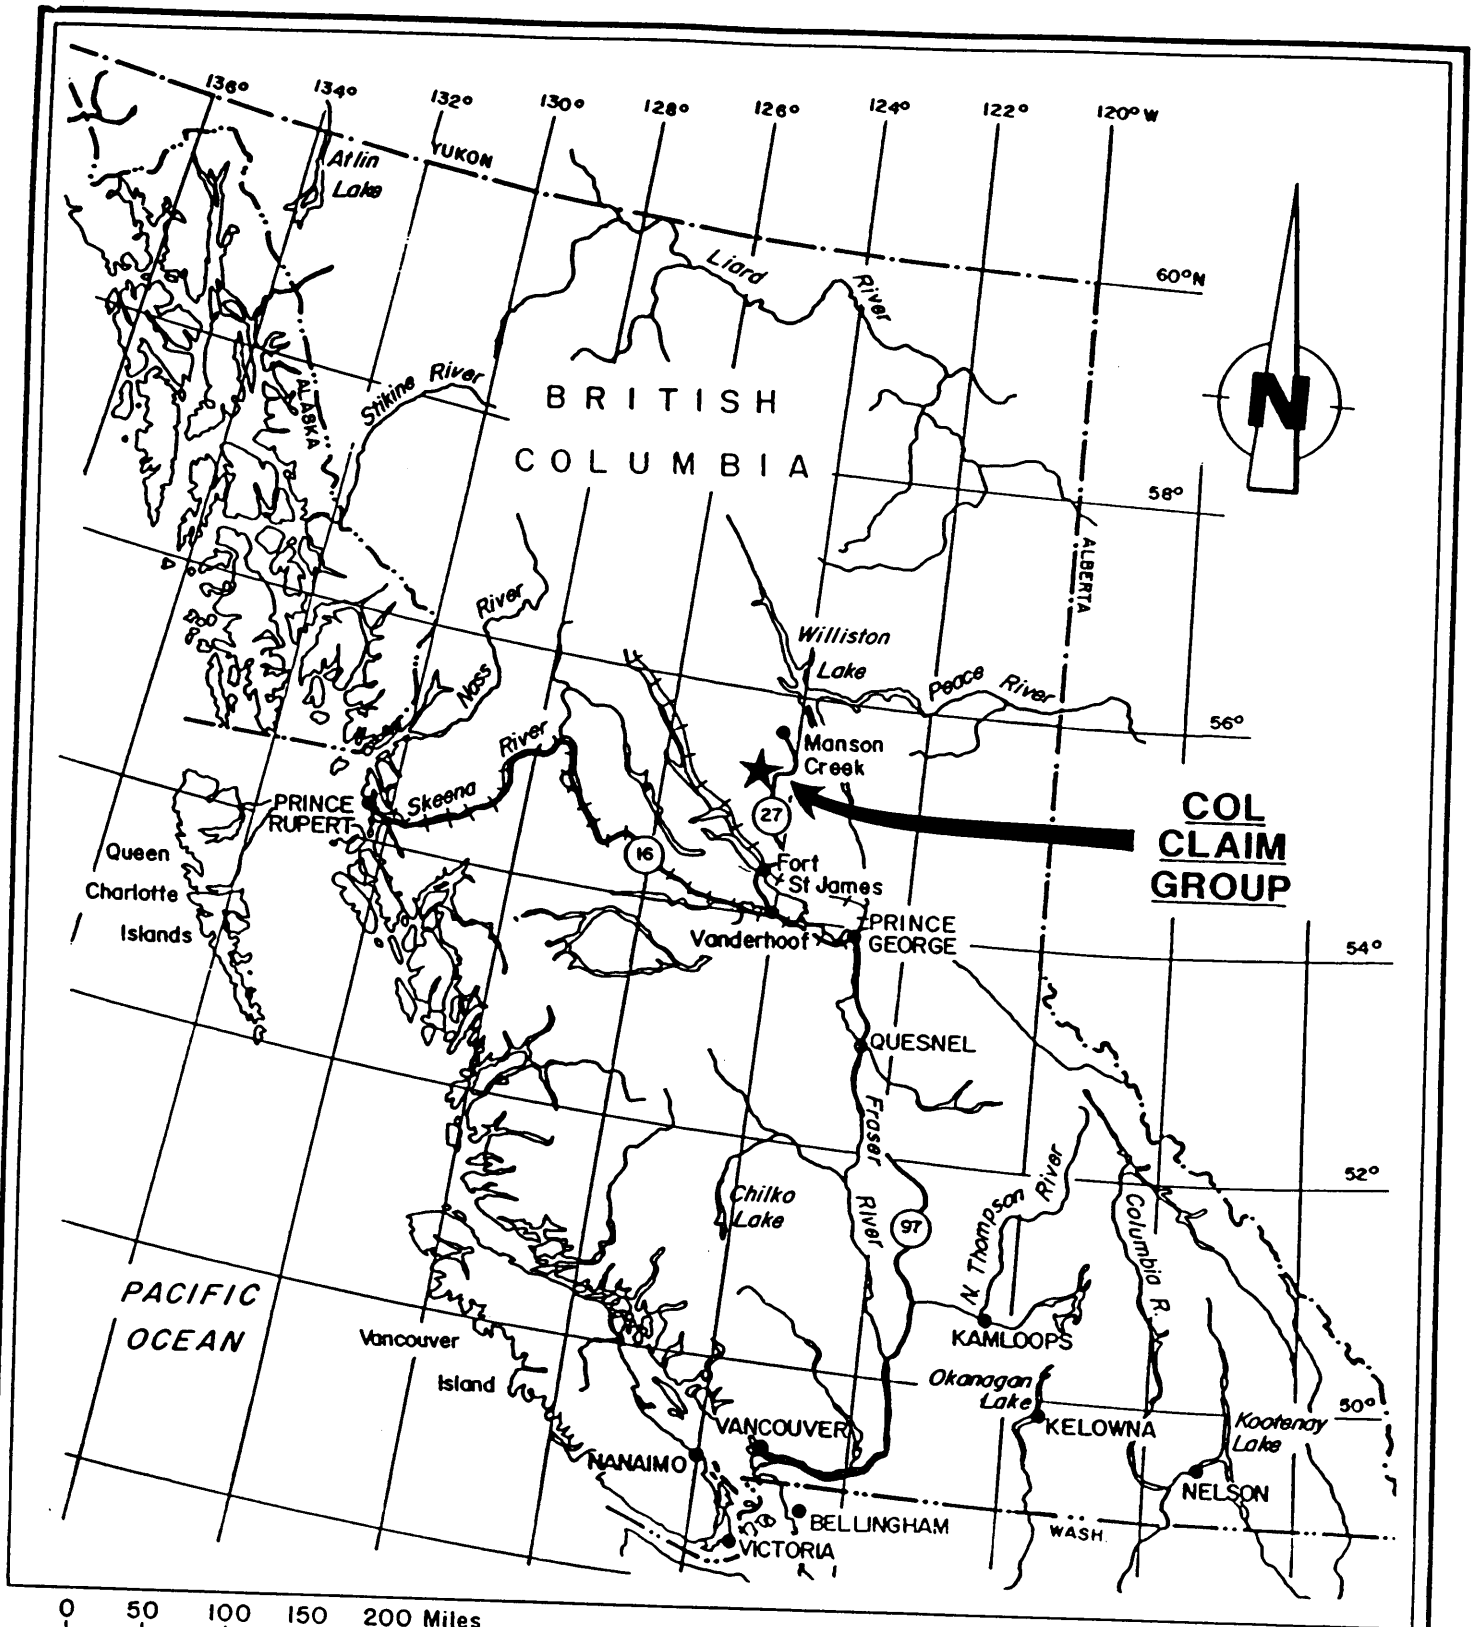 136° 134° 132° 130° 128° 126° 124° 122° 120° W
YUKON
Atlin
Lake
Liard
River
60° N
Stikine River
ALASKA
BRITISH
COLUMBIA
N
58°
ALBERTA
Nass River
Williston
Lake
Peace River
56°
Manson
Creek
Skeena River
PRINCE
RUPERT
27
COL
CLAIM
GROUP
16
Queen
Charlotte
Islands
Fort
St James
Vanderhoof
PRINCE
GEORGE
54°
QUESNEL
Fraser
River
52°
Chilko
Lake
97
N. Thompson River
Columbia R.
PACIFIC
OCEAN
Vancouver
Island
KAMLOOPS
Okanagan
Lake
50°
KELOWNA
Kootenay
Lake
VANCOUVER
NANAIMO
NELSON
BELLINGHAM
WASH.
VICTORIA
0 50 100 150 200 Miles